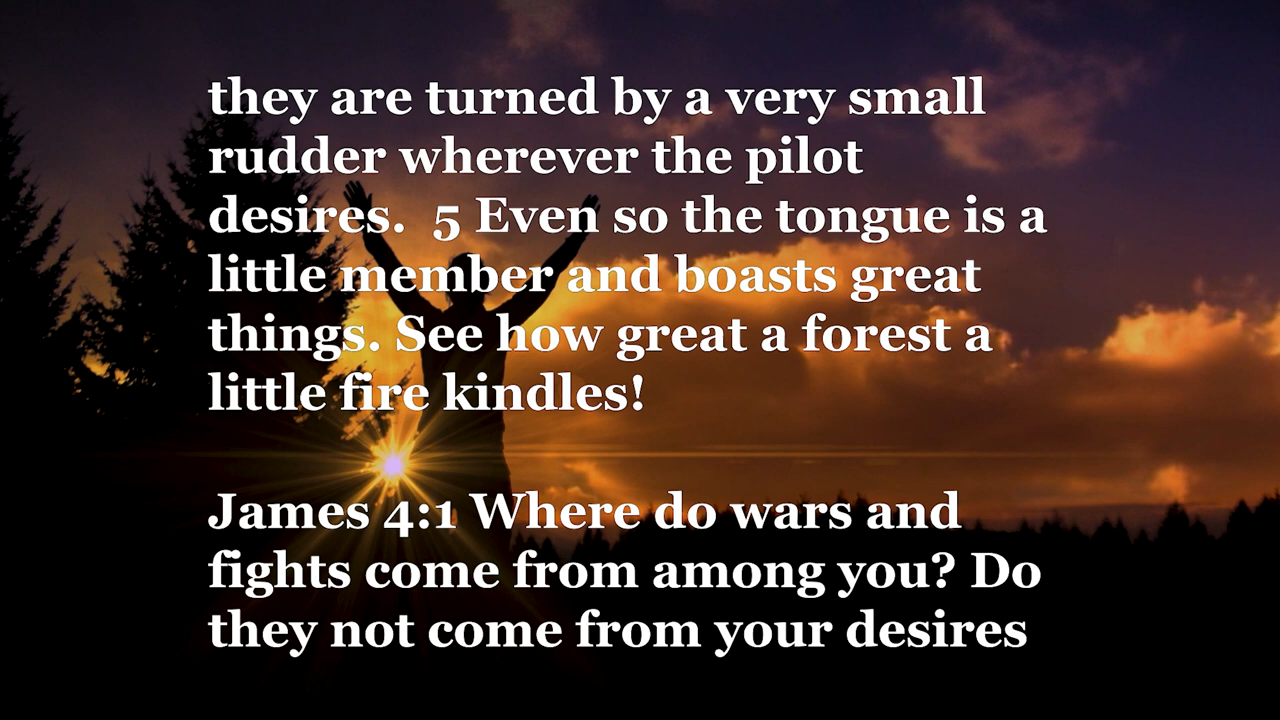 they are turned by a very small
rudder wherever the pilot
desires.  5 Even so the tongue is a
little member and boasts great
things. See how great a forest a
little fire kindles!
James 4:1 Where do wars and
fights come from among you? Do
they not come from your desires